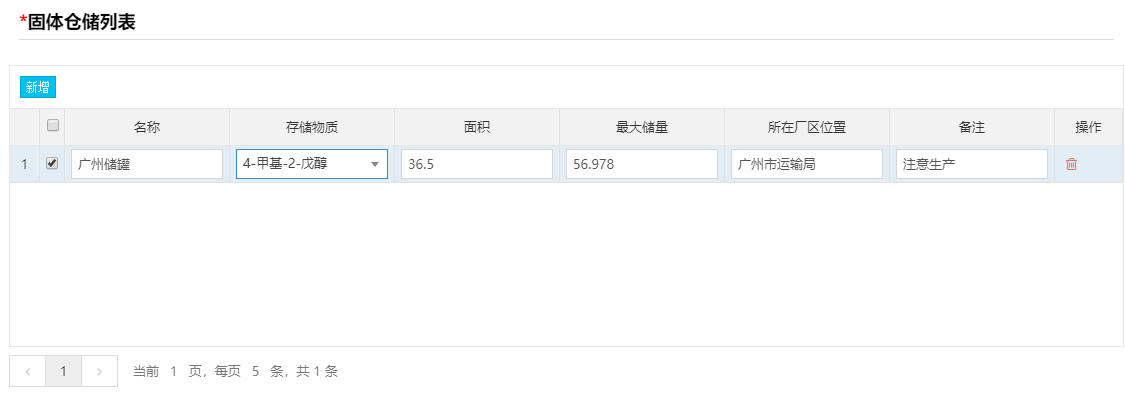 *固体仓储列表
新增
名称 存储物质 面积 最大储量 所在厂区位置 备注 操作
1 广州储罐 4-甲基-2-戊醇 36.5 56.978 广州市运输局 注意生产
1 当前 1 页，每页 5 条，共 1 条